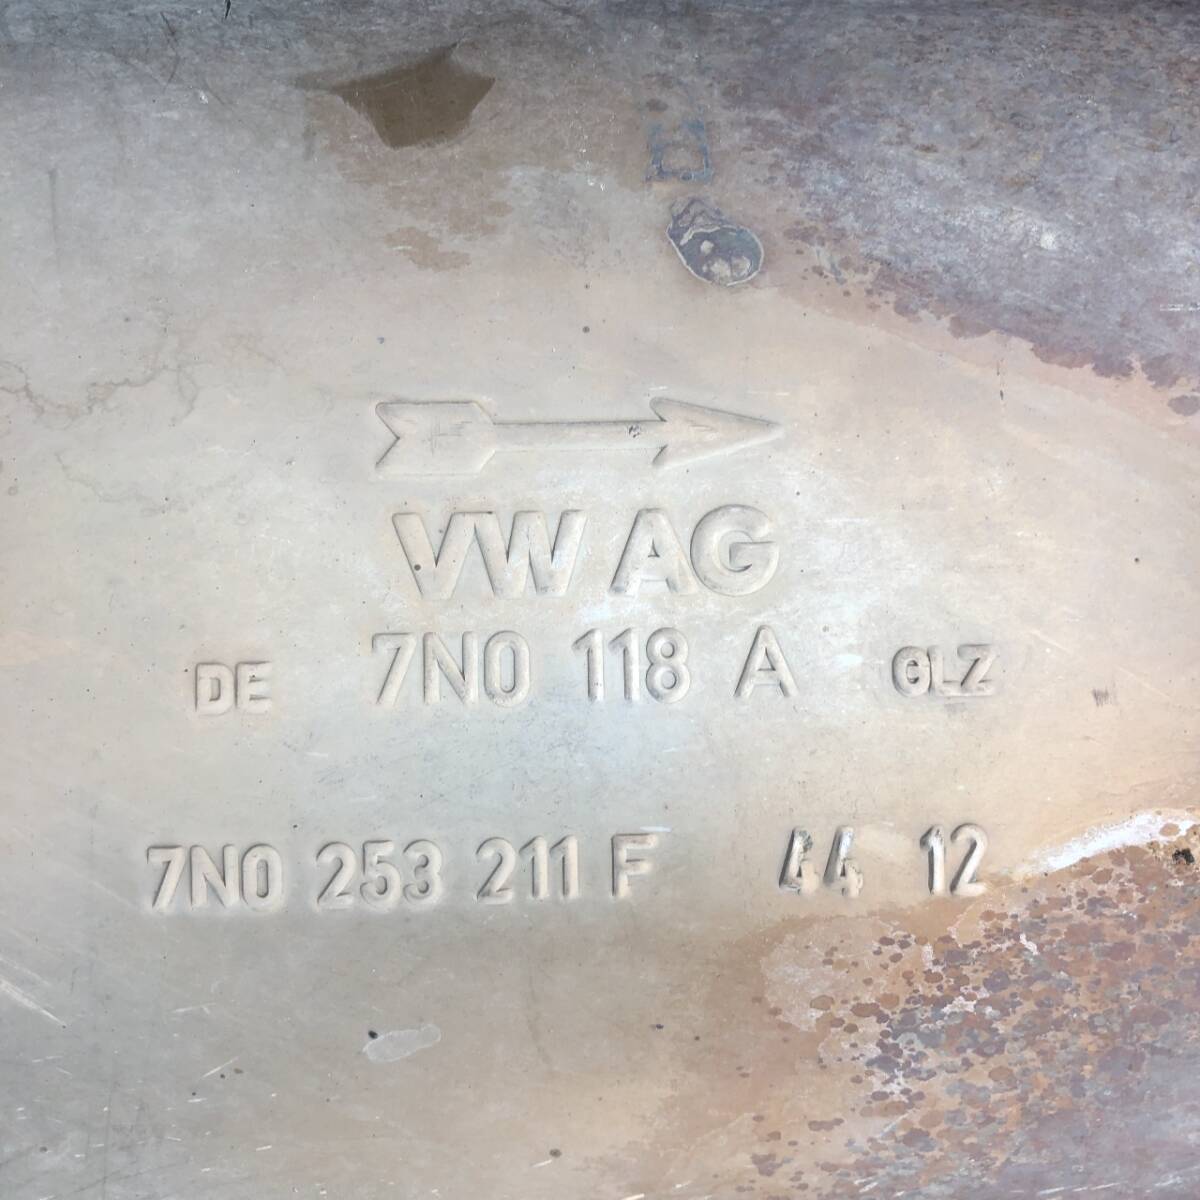 VW AG
DE 7N0 118 A GLZ
7N0 253 211 F 44 12